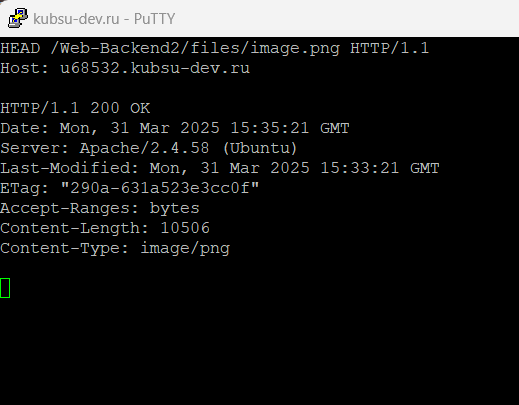 kubsu-dev.ru - PuTTY
HEAD /Web-Backend2/files/image.png HTTP/1.1
Host: u68532.kubsu-dev.ru
HTTP/1.1 200 OK
Date: Mon, 31 Mar 2025 15:35:21 GMT
Server: Apache/2.4.58 (Ubuntu)
Last-Modified: Mon, 31 Mar 2025 15:33:21 GMT
ETag: "290a-631a523e3cc0f"
Accept-Ranges: bytes
Content-Length: 10506
Content-Type: image/png